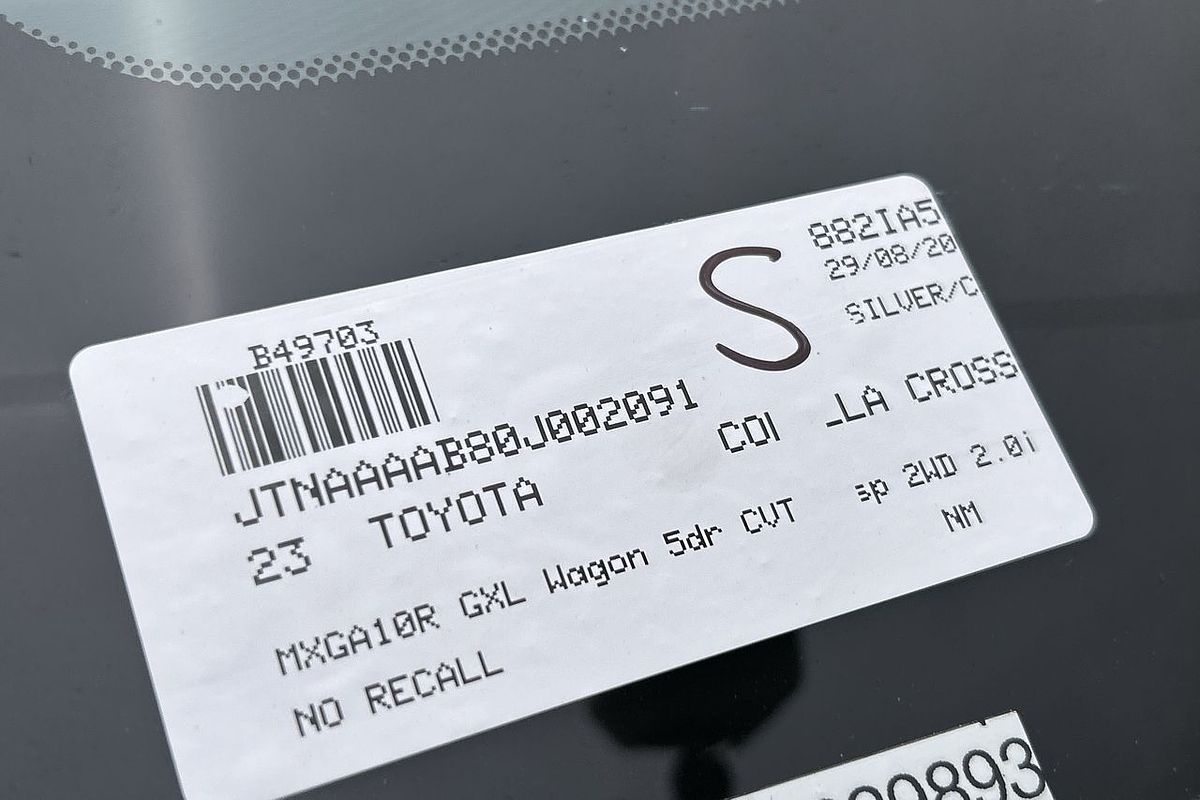 B49703
S
882IA5
29/08/20
SILVER/C
JTNAAAAB80J002091
23 TOYOTA COI _LA CROSS
MXGA10R GXL Wagon 5dr CVT sp 2WD 2.0i
NO RECALL NM
09893